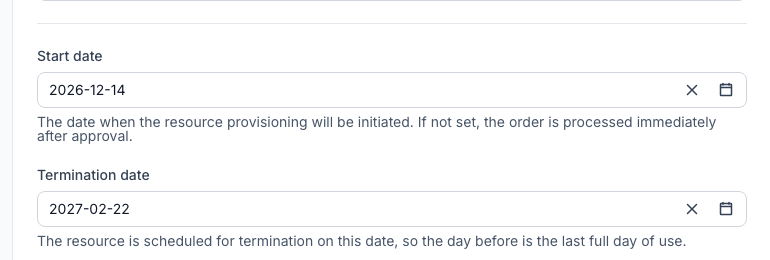 Start date
2026-12-14
The date when the resource provisioning will be initiated. If not set, the order is processed immediately
after approval.
Termination date
2027-02-22
The resource is scheduled for termination on this date, so the day before is the last full day of use.